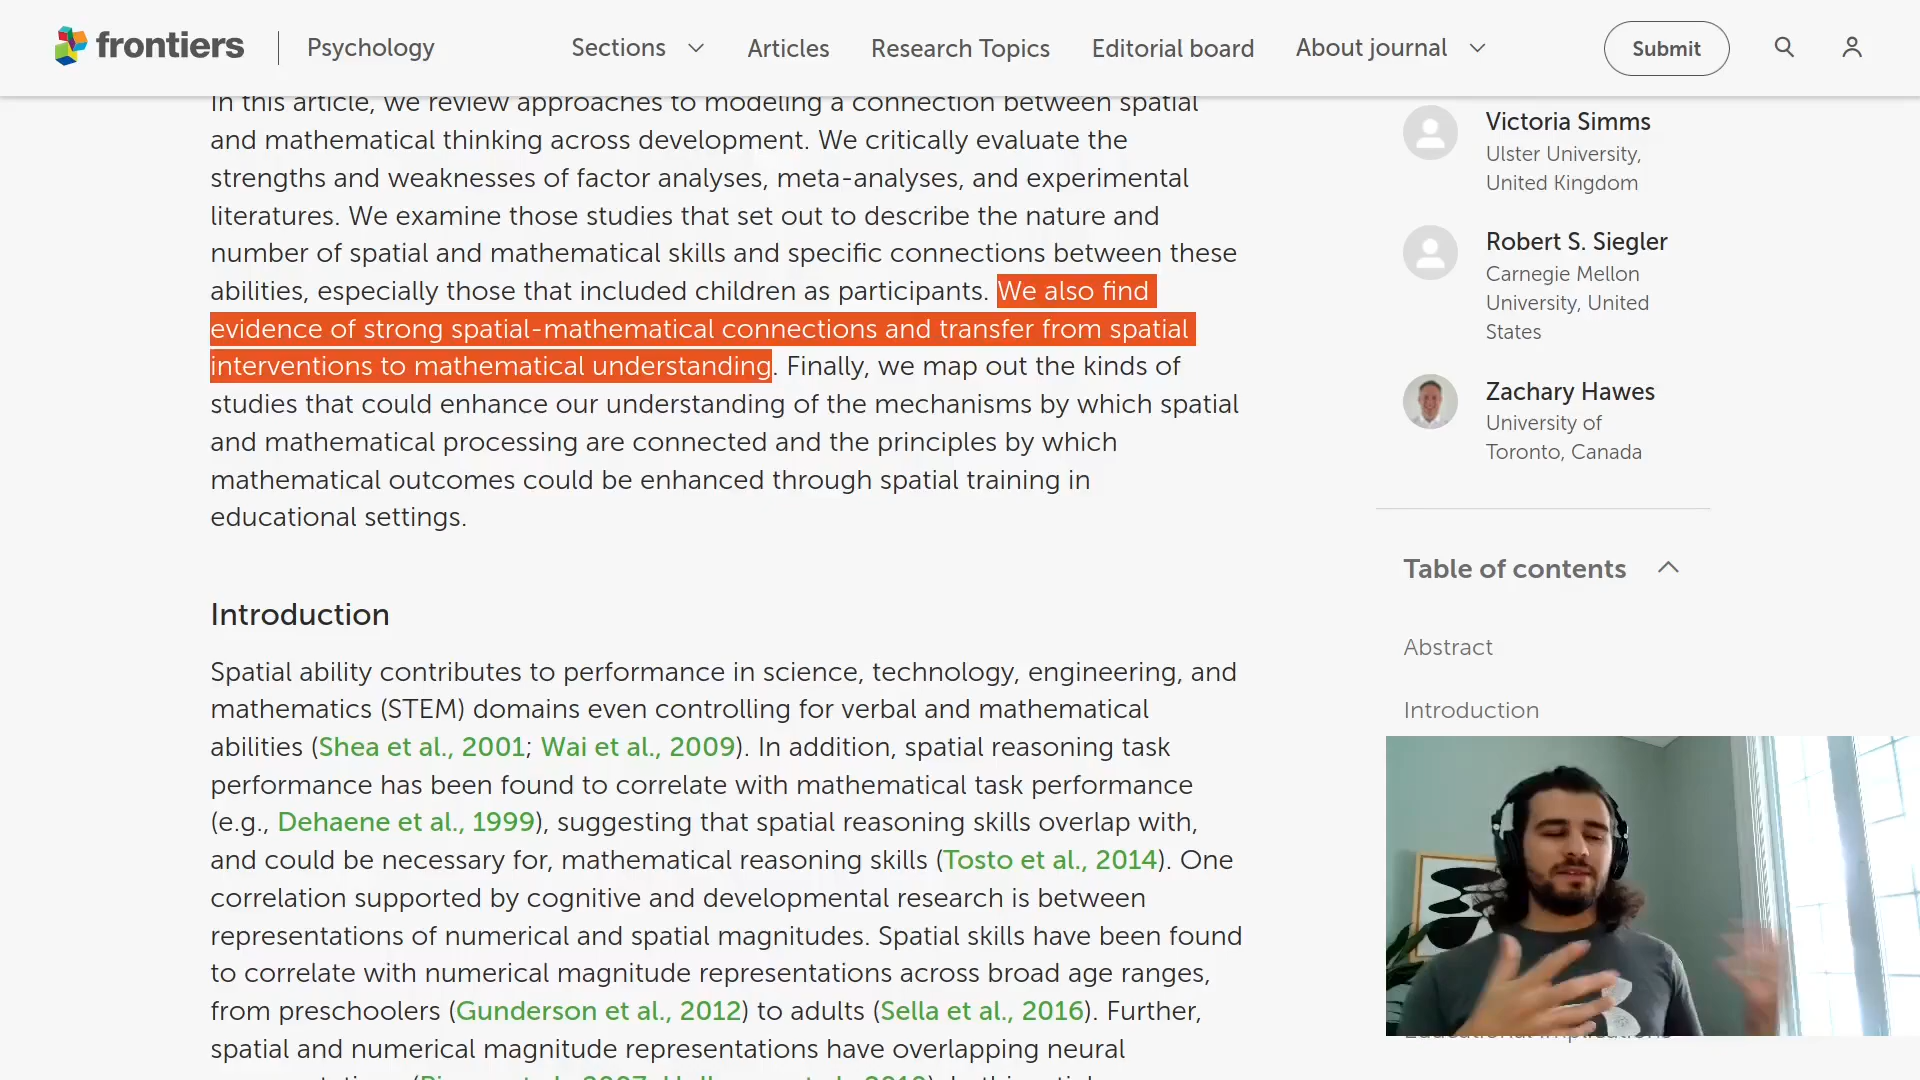 frontiers
Psychology
Sections
Articles
Research Topics
Editorial board
About journal
Submit
In this article, we review approaches to modeling a connection between spatial
and mathematical thinking across development. We critically evaluate the
strengths and weaknesses of factor analyses, meta-analyses, and experimental
literatures. We examine those studies that set out to describe the nature and
number of spatial and mathematical skills and specific connections between these
abilities, especially those that included children as participants. We also find
evidence of strong spatial-mathematical connections and transfer from spatial
interventions to mathematical understanding. Finally, we map out the kinds of
studies that could enhance our understanding of the mechanisms by which spatial
and mathematical processing are connected and the principles by which
mathematical outcomes could be enhanced through spatial training in
educational settings.
Introduction
Spatial ability contributes to performance in science, technology, engineering, and
mathematics (STEM) domains even controlling for verbal and mathematical
abilities (Shea et al., 2001; Wai et al., 2009). In addition, spatial reasoning task
performance has been found to correlate with mathematical task performance
(e.g., Dehaene et al., 1999), suggesting that spatial reasoning skills overlap with,
and could be necessary for, mathematical reasoning skills (Tosto et al., 2014). One
correlation supported by cognitive and developmental research is between
representations of numerical and spatial magnitudes. Spatial skills have been found
to correlate with numerical magnitude representations across broad age ranges,
from preschoolers (Gunderson et al., 2012) to adults (Sella et al., 2016). Further,
spatial and numerical magnitude representations have overlapping neural
Victoria Simms
Ulster University,
United Kingdom
Robert S. Siegler
Carnegie Mellon
University, United
States
Zachary Hawes
University of
Toronto, Canada
Table of contents
Abstract
Introduction